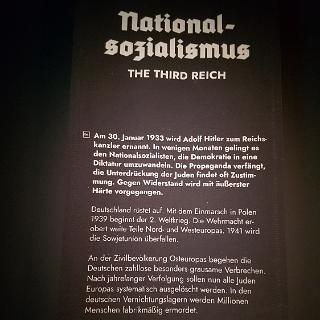 National-
sozialismus
THE THIRD REICH
Am 30. Januar 1933 wird Adolf Hitler zum Reichs-
kanzler ernannt. In wenigen Monaten gelingt es
den Nationalsozialisten, die Demokratie in eine
Diktatur umzuwandeln. Die Propaganda verfängt,
die Unterdrückung der Juden findet oft Zustim-
mung. Gegen Widerstand wird mit äußerster
Härte vorgegangen.
Deutschland rüstet auf. Mit dem Einmarsch in Polen
1939 beginnt der 2. Weltkrieg. Die Wehrmacht er-
obert weite Teile Nord- und Westeuropas. 1941 wird
die Sowjetunion überfallen.
An der Zivilbevölkerung Osteuropas begehen die
Deutschen zahllose besonders grausame Verbrechen.
Nach jahrelanger Verfolgung sollen nun alle Juden
Europas systematisch ausgelöscht werden. In den
deutschen Vernichtungslagern werden Millionen
Menschen fabrikmäßig ermordet.